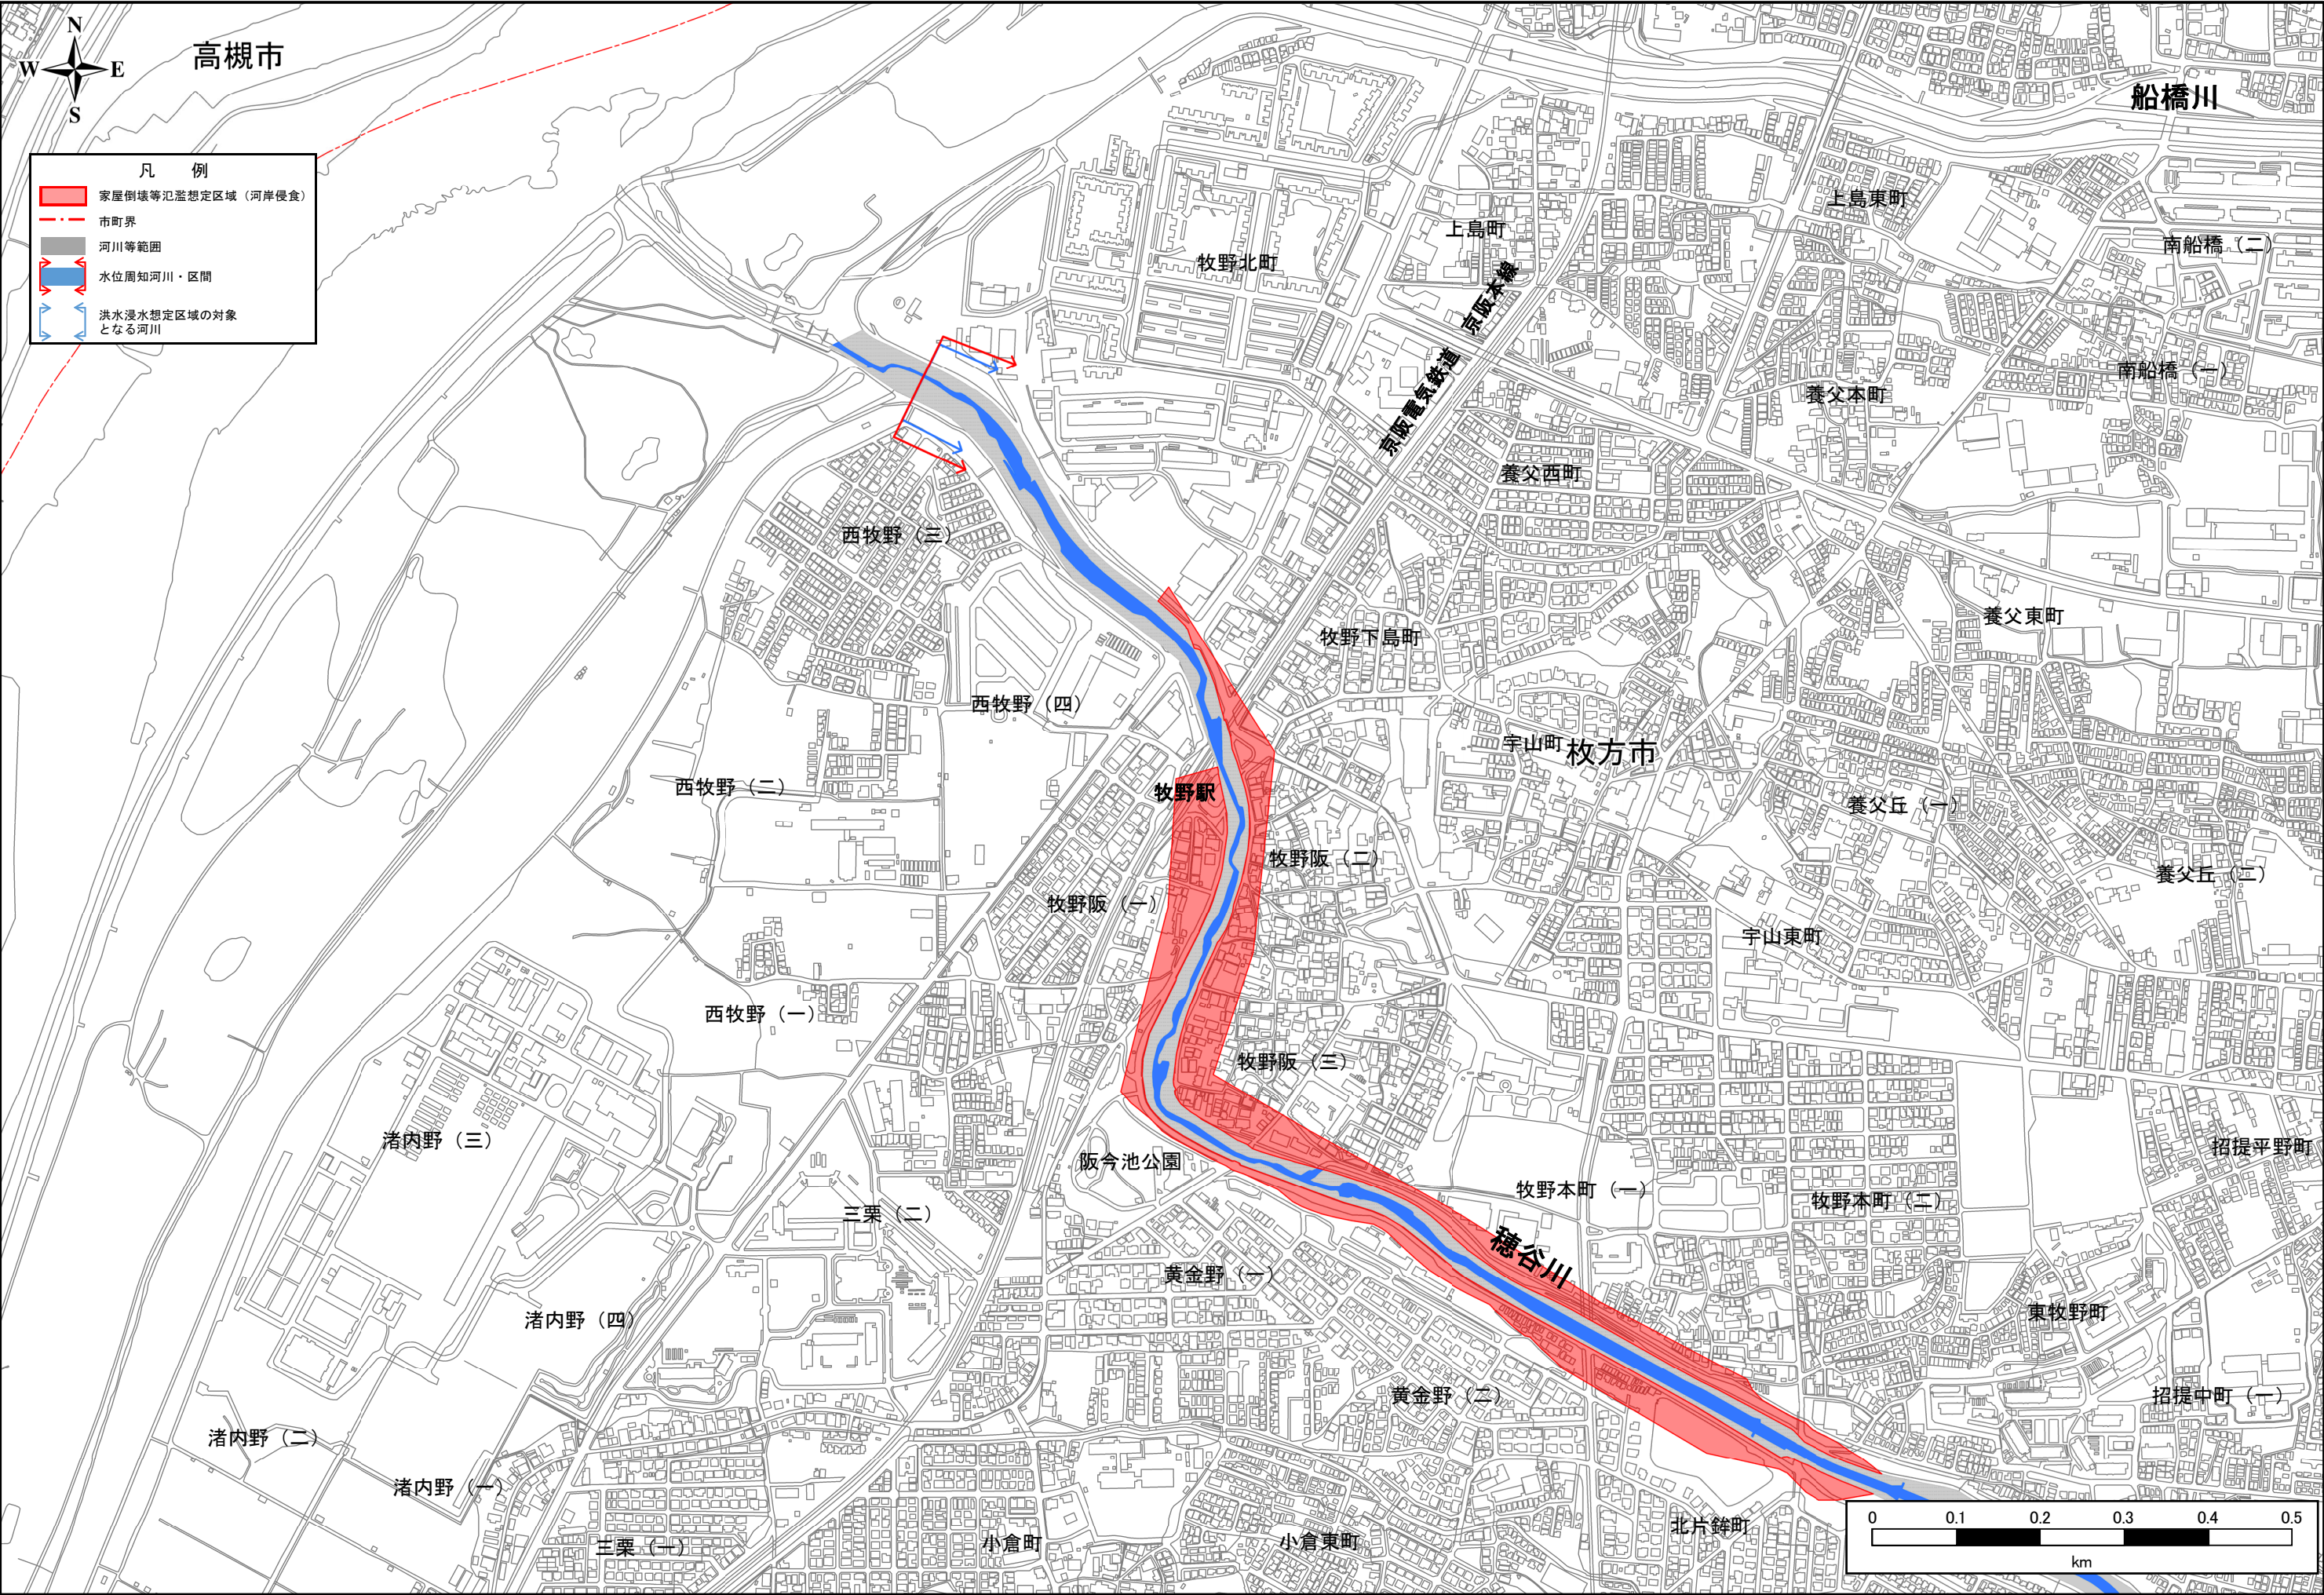 N
W E
S
高槻市
船橋川
凡 例
家屋倒壊等氾濫想定区域（河岸侵食）
市町界
河川等範囲
水位周知河川・区間
洪水浸水想定区域の対象
となる河川
上島東町
上島町
南船橋（二）
牧野北町
京阪本線
京阪電気鉄道
南船橋（一）
養父本町
養父西町
西牧野（三）
養父東町
牧野下島町
西牧野（四）
宇山町
枚方市
西牧野（二）
牧野駅
養父丘（一）
牧野阪（二）
養父丘（二）
牧野阪（一）
宇山東町
西牧野（一）
牧野阪（三）
渚内野（三）
招提平野町
阪今池公園
牧野本町（一）
牧野本町（二）
三栗（二）
穂谷川
黄金野（一）
東牧野町
渚内野（四）
黄金野（二）
招提中町（一）
渚内野（二）
渚内野（一）
北片鉾町
小倉町
小倉東町
三栗（一）
0 0.1 0.2 0.3 0.4 0.5
km